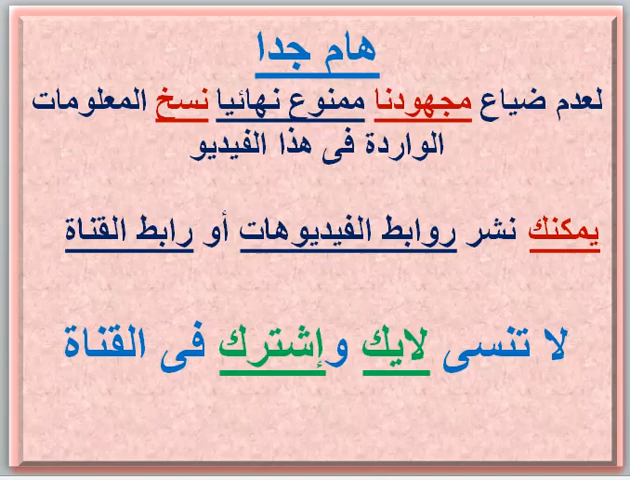 هام جدا
لعدم ضياع مجهودنا ممنوع نهائيا نسخ المعلومات
الواردة فى هذا الفيديو
يمكنك نشر روابط الفيديوهات أو رابط القناة
لا تنسى لايك وإشترك فى القناة